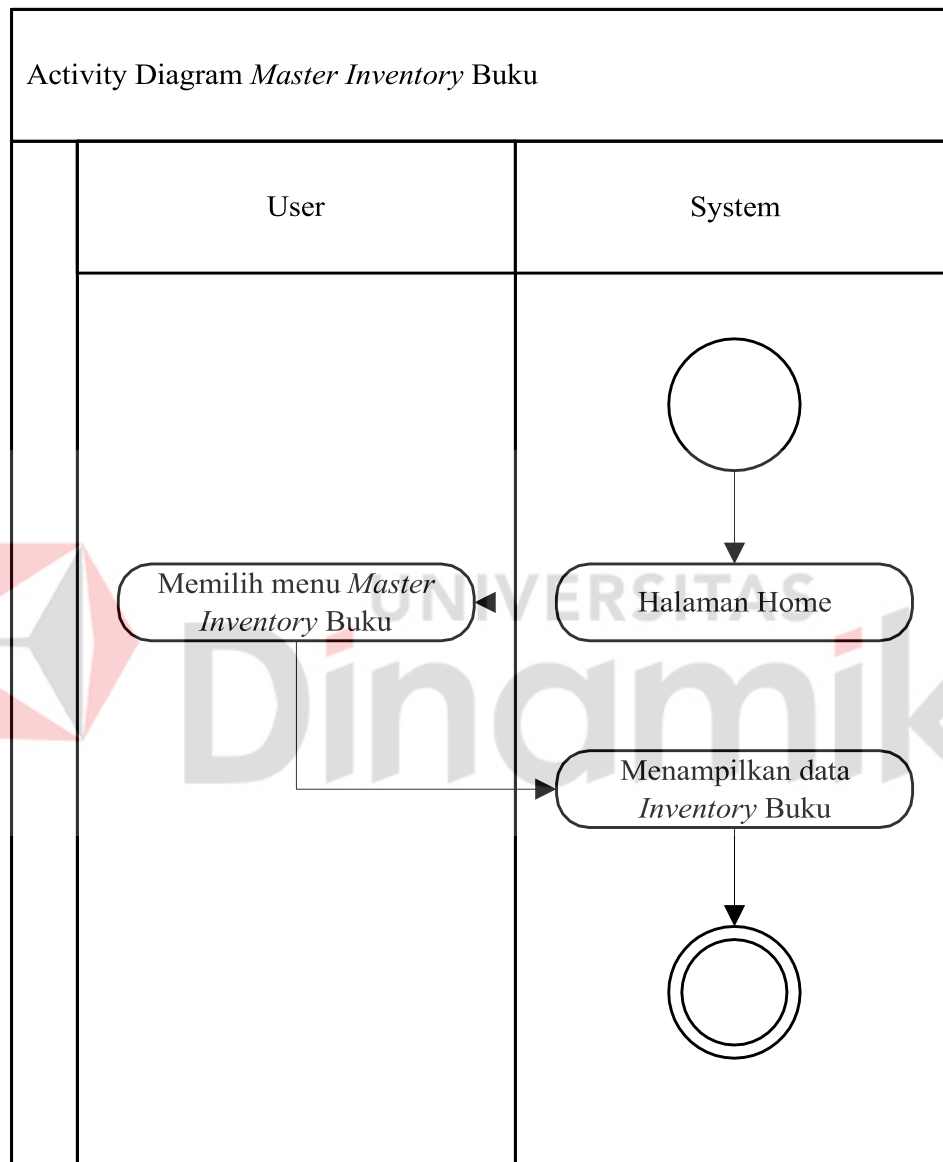 Activity Diagram Master Inventory Buku
User
System
Memilih menu Master
Inventory Buku
Halaman Home
Menampilkan data
Inventory Buku
UNIVERSITAS
Dinamik